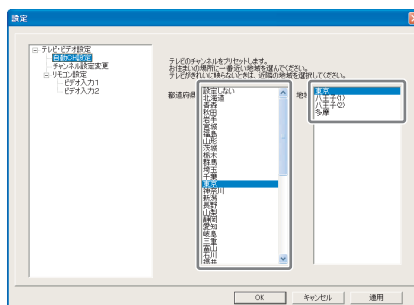 設定
テレビ・ビデオ設定
自動CH設定
チャンネル設定変更
リモコン設定
ビデオ入力1
ビデオ入力2
テレビのチャンネルをプリセットします。
お住まいの場所に一番近い地域を選んでください。
テレビがきれいに映らないときは、近隣の地域を選択してください。
都道府県
設定しない
北海道
青森
秋田
岩手
宮城
福島
山形
茨城
栃木
群馬
埼玉
千葉
東京
神奈川
新潟
長野
山梨
静岡
愛知
岐阜
三重
富山
石川
福井
地域
東京
八王子(1)
八王子(2)
多摩
OK
キャンセル
適用